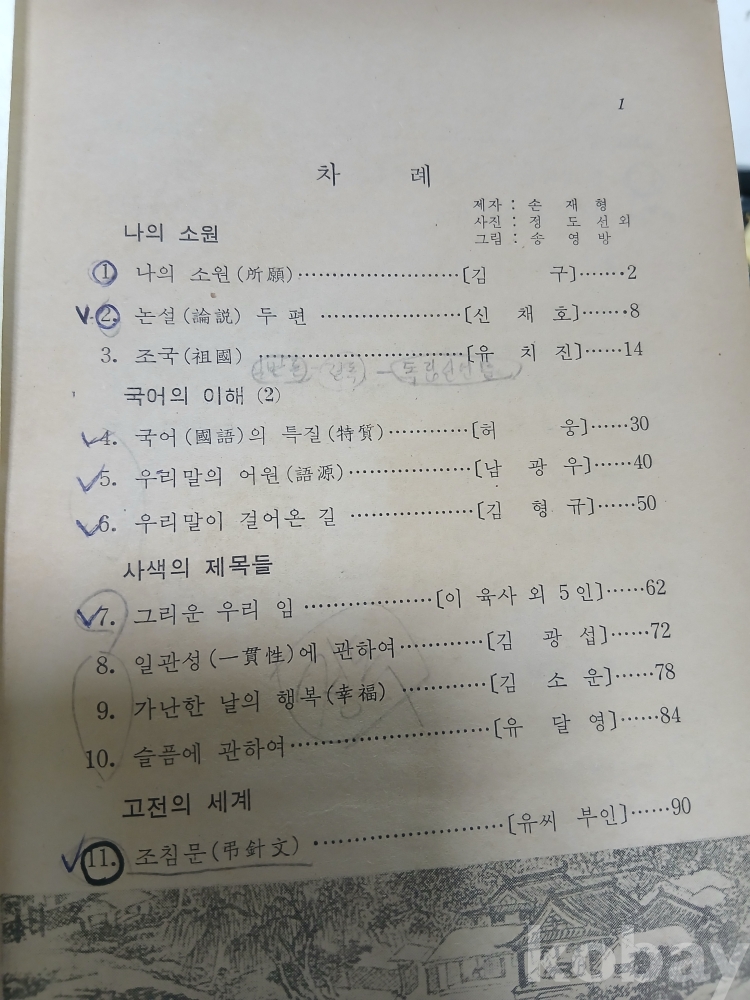 1
차 례
제자 : 손 재 형
사진 : 정 도 선 외
그림 : 송 영 방
나의 소원
1 나의 소원(所願)························[김 구]·······2
2. 논설(論説) 두 편 ·····················[신 채 호]·······8
3. 조국(祖國) ······························[유 치 진]······14
국어의 이해 (2)
4. 국어(國語)의 특질(特質)············[허 웅]······30
5. 우리말의 어원(語源)··················[남 광 우]······40
6. 우리말이 걸어온 길 ··················[김 형 규]······50
사색의 제목들
7. 그리운 우리 임 ···················[이 육사 외 5인]······62
8. 일관성(一貫性)에 관하여············[김 광 섭]······72
9. 가난한 날의 행복(幸福) ············[김 소 운]······78
10. 슬픔에 관하여·····························[유 달 영]······84
고전의 세계
11. 조침문(弔針文) ···························[유씨 부인]······90
kobay